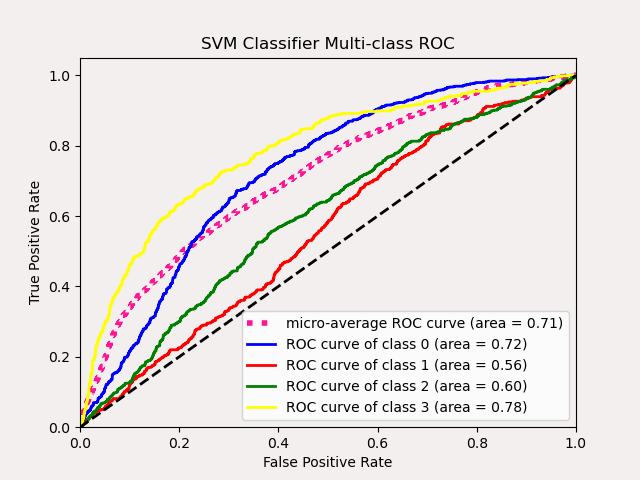 SVM Classifier Multi-class ROC
True Positive Rate
1.0
0.8
0.6
0.4
0.2
0.0
micro-average ROC curve (area = 0.71)
ROC curve of class 0 (area = 0.72)
ROC curve of class 1 (area = 0.56)
ROC curve of class 2 (area = 0.60)
ROC curve of class 3 (area = 0.78)
0.0 0.2 0.4 0.6 0.8 1.0
False Positive Rate